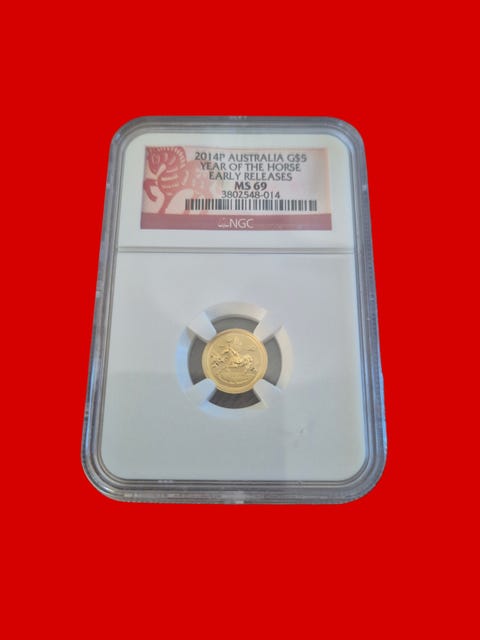 2014P AUSTRALIA G$5
YEAR OF THE HORSE
EARLY RELEASES
MS 69
3802548-014
NGC